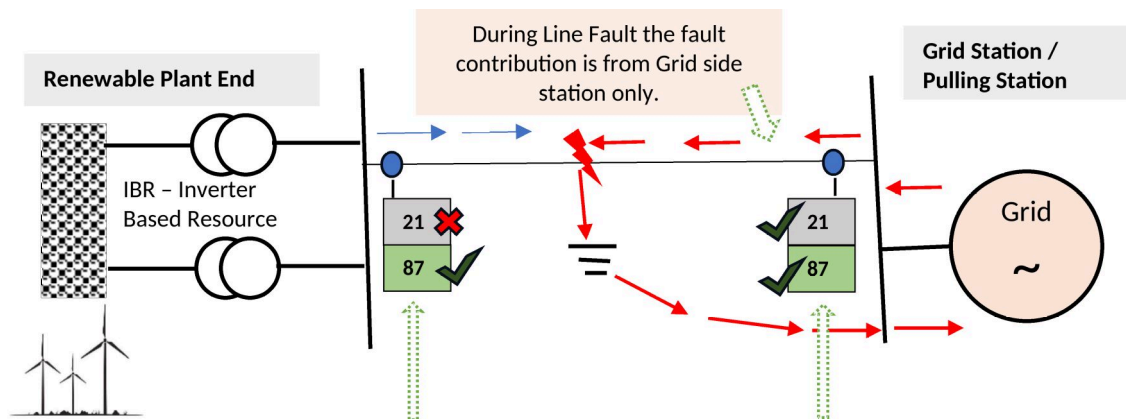 During Line Fault the fault
contribution is from Grid side
station only.
Renewable Plant End
Grid Station /
Pulling Station
IBR – Inverter
Based Resource
21
87
21
87
Grid
~